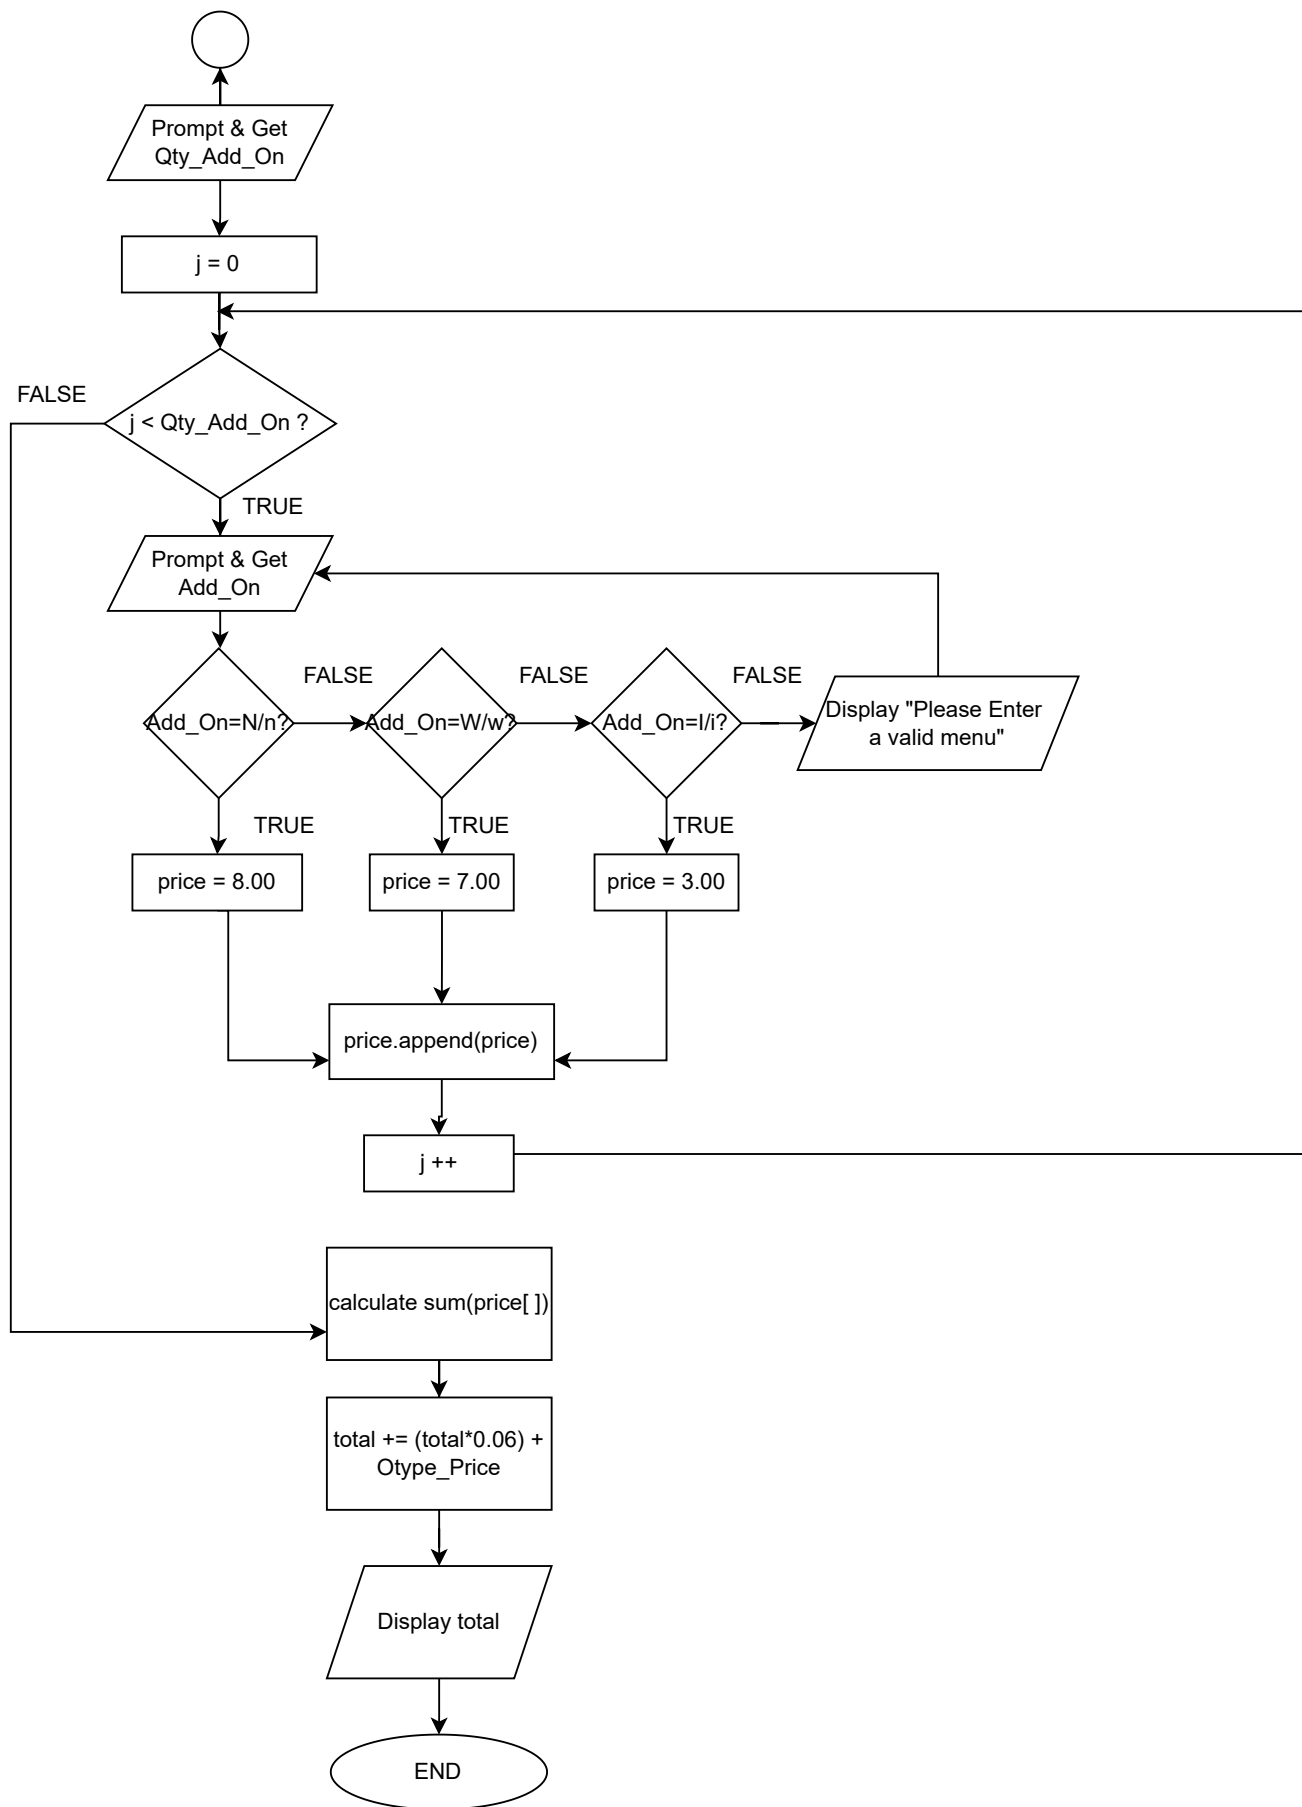 Prompt & Get
Qty_Add_On
j = 0
FALSE
j < Qty_Add_On ?
TRUE
Prompt & Get
Add_On
FALSE
FALSE
FALSE
Add_On=N/n?
Add_On=W/w?
Add_On=I/i?
Display "Please Enter
a valid menu"
TRUE
TRUE
TRUE
price = 8.00
price = 7.00
price = 3.00
price.append(price)
j ++
calculate sum(price[ ])
total += (total*0.06) +
Otype_Price
Display total
END